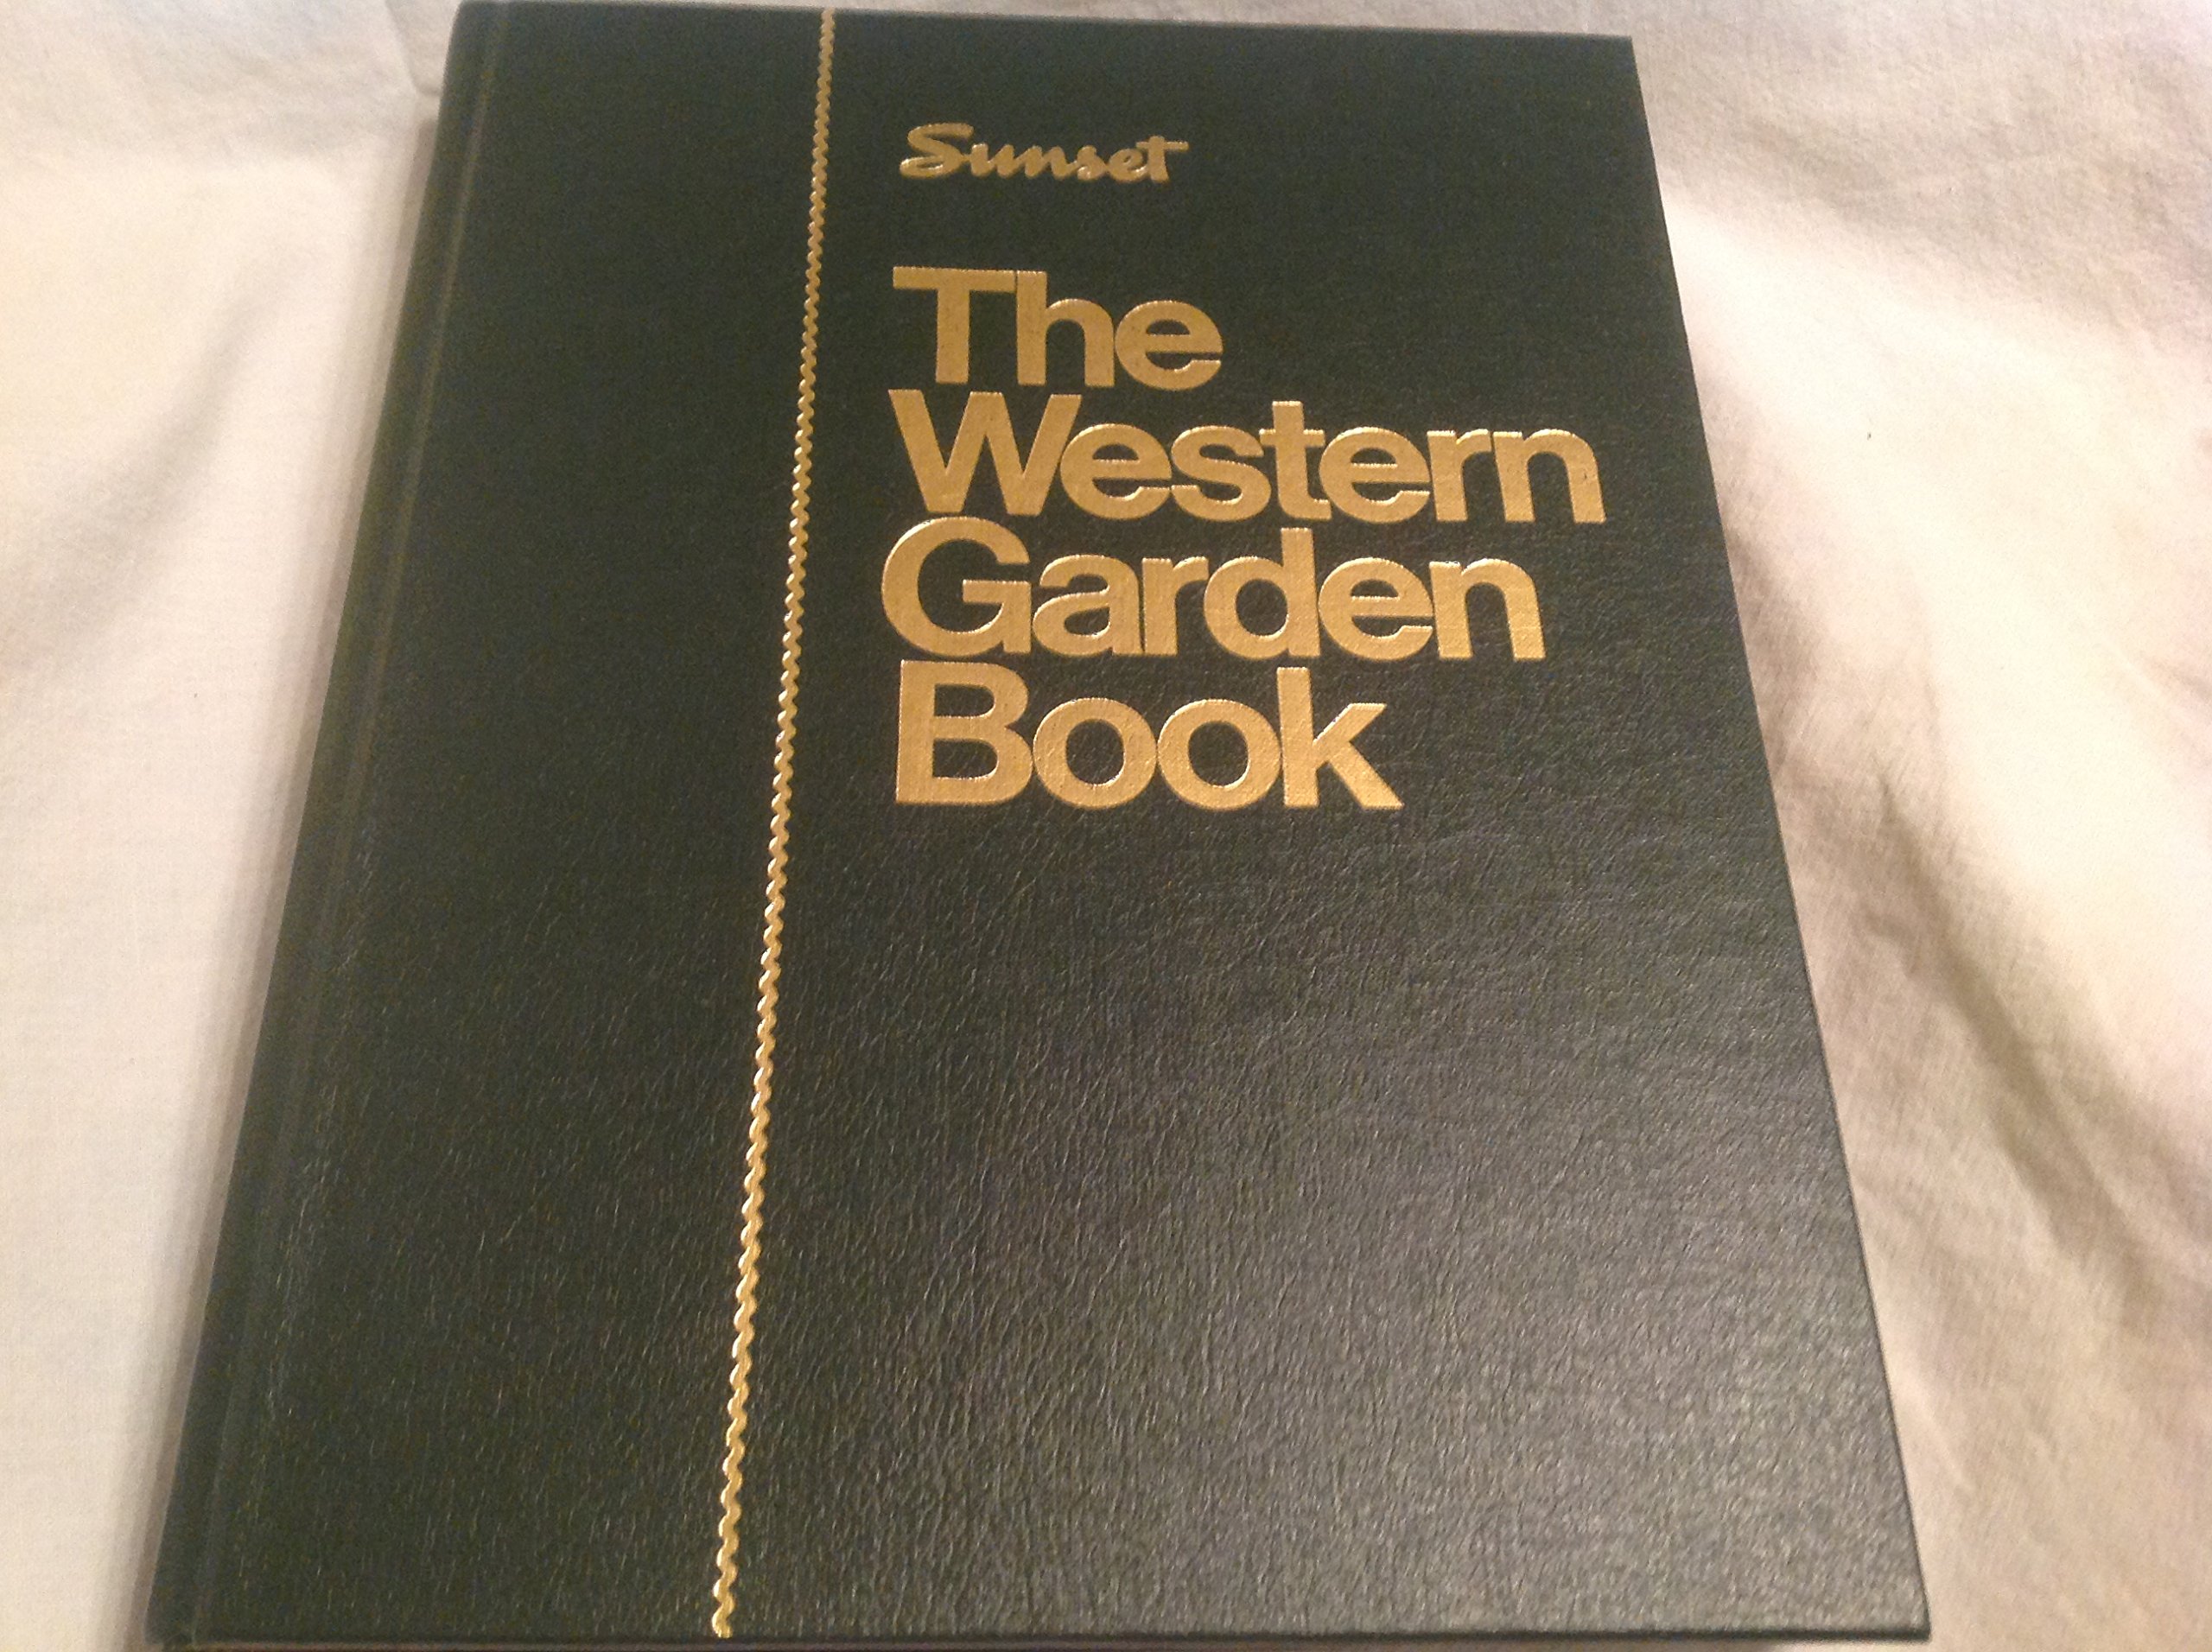 Sunset
The
Western
Garden
Book